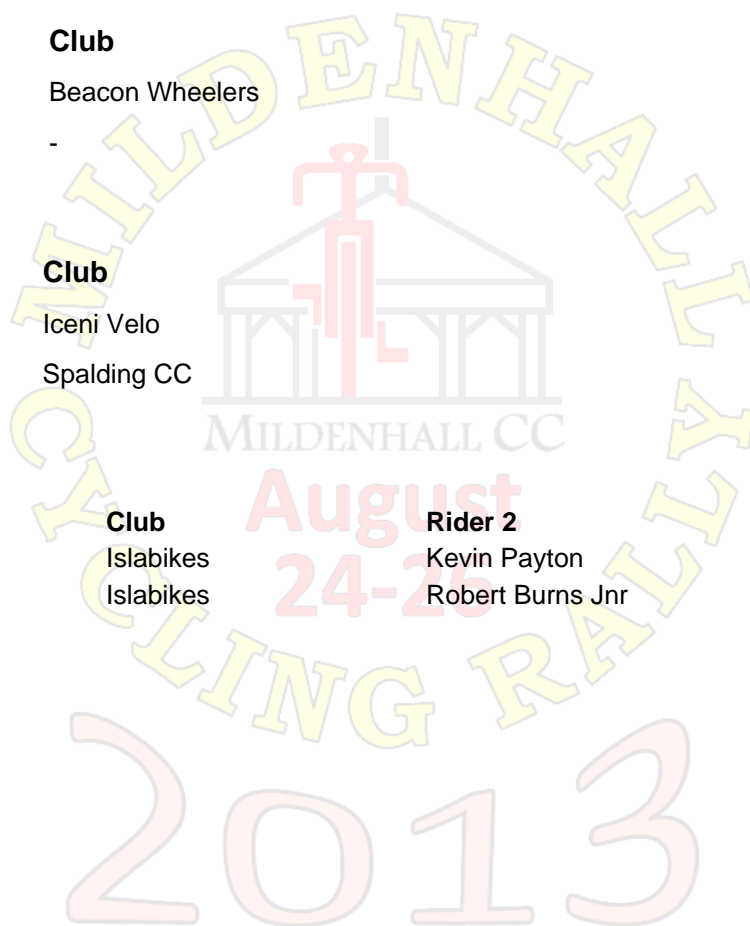 Club
Beacon Wheelers
-
Club
Iceni Velo
Spalding CC
Club Rider 2
Islabikes Kevin Payton
Islabikes Robert Burns Jnr
MILDENHALL
CYCLING RALLY
MILDENHALL CC
August
24-26
2013